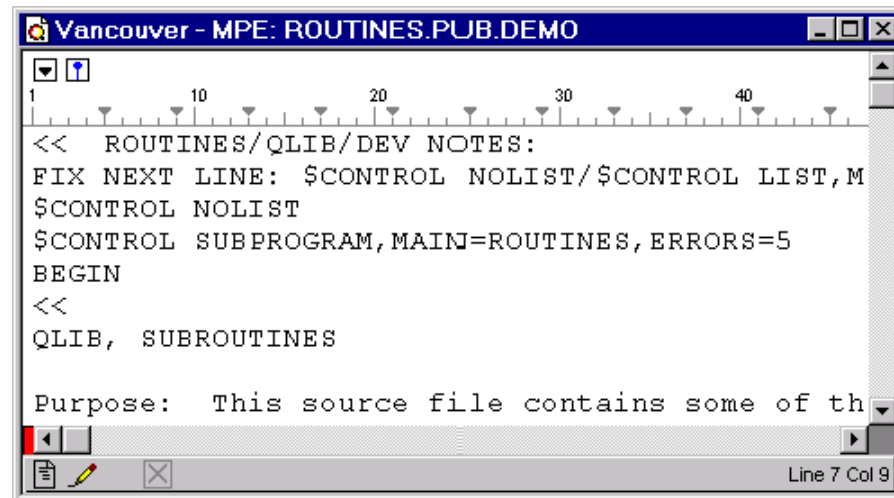 Vancouver - MPE: ROUTINES.PUB.DEMO
1 10 20 30 40
<< ROUTINES/QLIB/DEV NOTES:
FIX NEXT LINE: $CONTROL NOLIST/$CONTROL LIST,M
$CONTROL NOLIST
$CONTROL SUBPROGRAM,MAIN=ROUTINES,ERRORS=5
BEGIN
<<
QLIB, SUBROUTINES
Purpose: This source file contains some of th
Line 7 Col 9